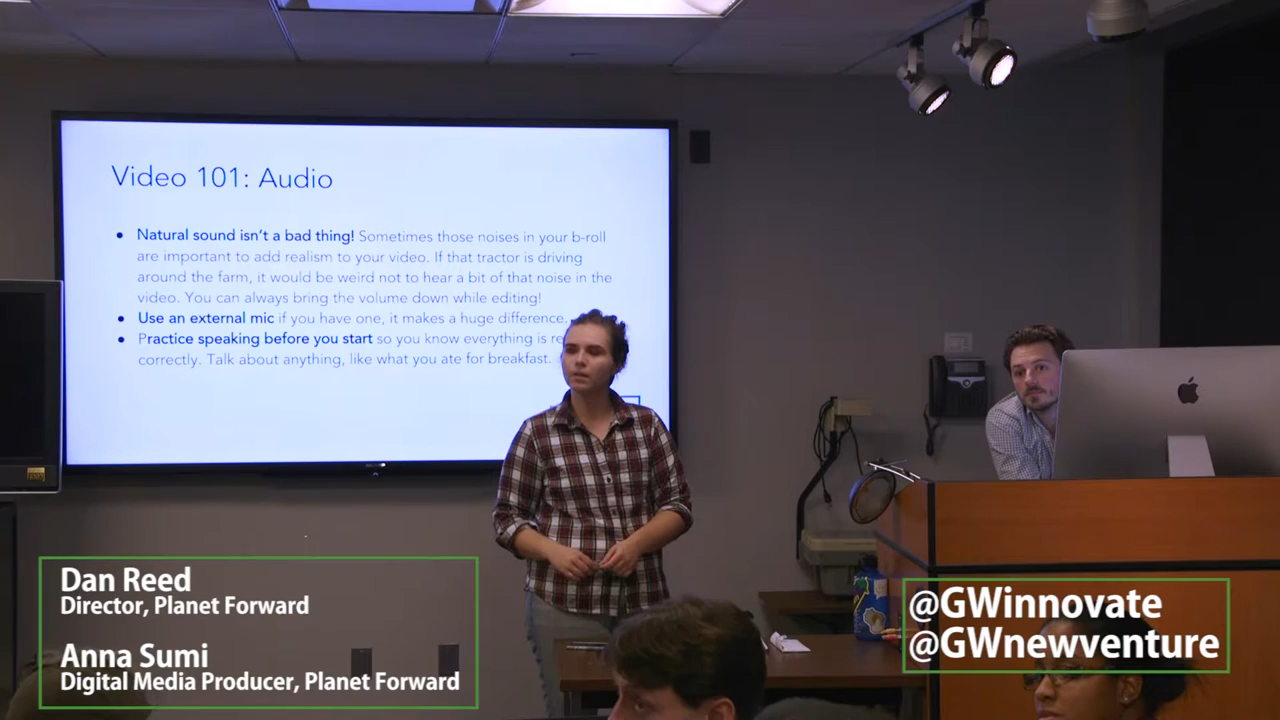 Video 101: Audio
• Natural sound isn't a bad thing! Sometimes those noises in your b-roll
are important to add realism to your video. If that tractor is driving
around the farm, it would be weird not to hear a bit of that noise in the
video. You can always bring the volume down while editing!
• Use an external mic if you have one, it makes a huge difference.
• Practice speaking before you start so you know everything is
correctly. Talk about anything, like what you ate for breakfast.
Dan Reed
Director, Planet Forward
Anna Sumi
Digital Media Producer, Planet Forward
@GWinnovate
@GWnewventure